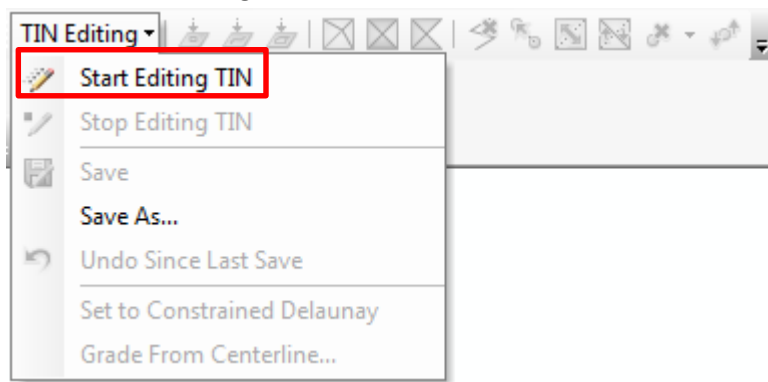 TIN Editing
Start Editing TIN
Stop Editing TIN
Save
Save As...
Undo Since Last Save
Set to Constrained Delaunay
Grade From Centerline...